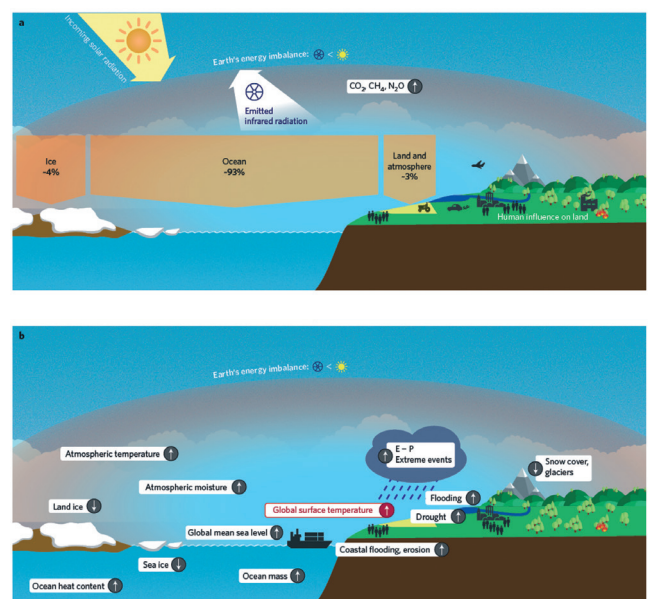 a
Incoming solar radiation
Earth's energy imbalance: <
CO₂, CH₄, N₂O ↑
Emitted
infrared radiation
Ice
~4%
Ocean
~93%
Land and
atmosphere
~3%
Human influence on land
b
Earth's energy imbalance: <
E – P
Extreme events ↑
Atmospheric temperature ↑
Snow cover,
glaciers ↓
Atmospheric moisture ↑
Flooding ↑
Land ice ↓
Global surface temperature ↑
Drought ↑
Global mean sea level ↑
Coastal flooding, erosion ↑
Sea ice ↓
Ocean mass ↑
Ocean heat content ↑